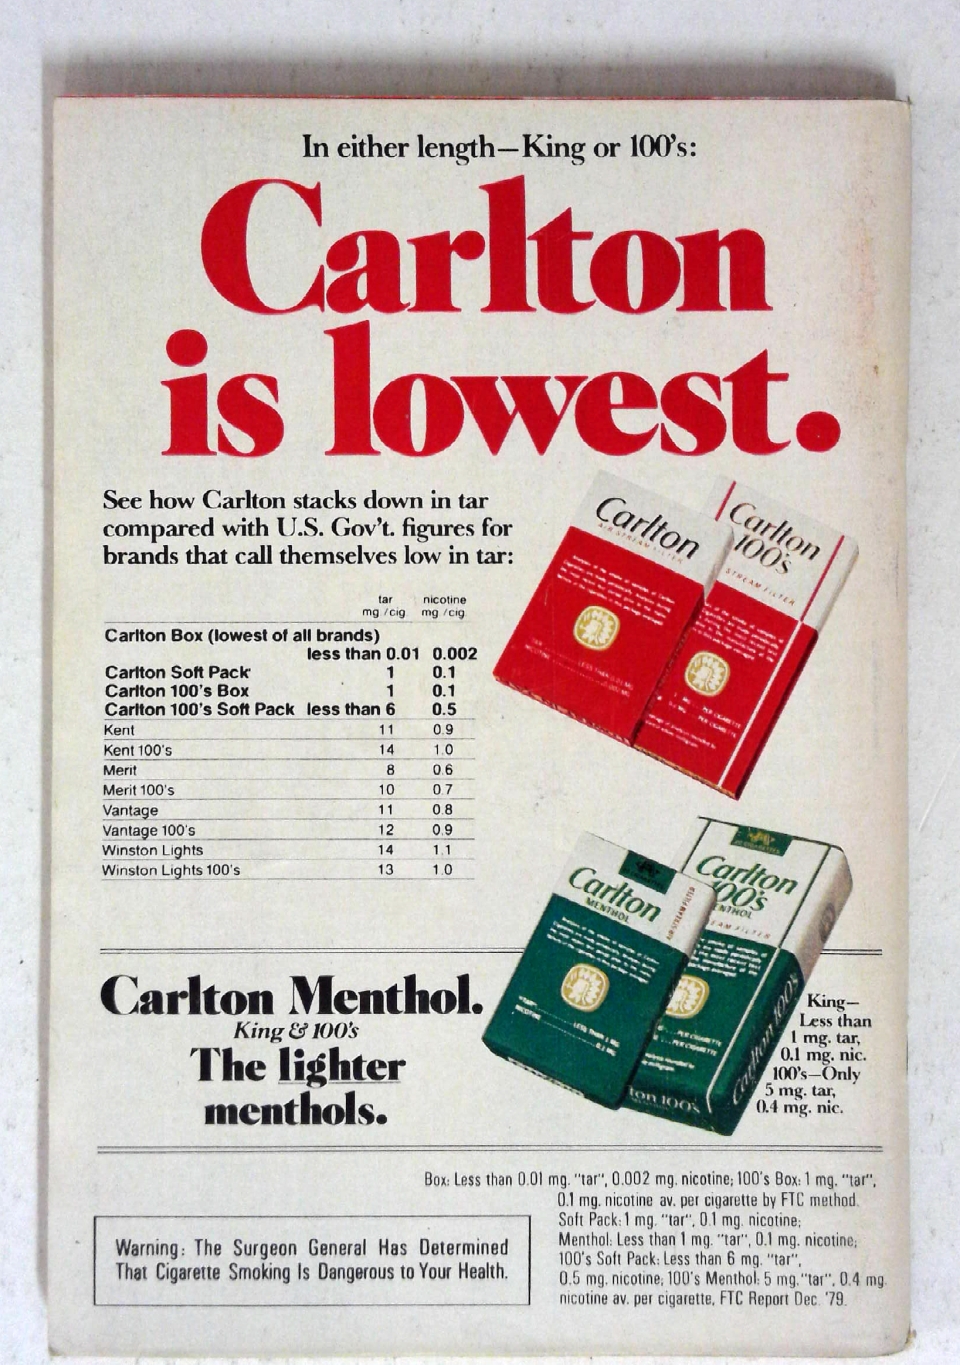 In either length—King or 100's:
Carlton
is lowest.
See how Carlton stacks down in tar
compared with U.S. Gov't. figures for
brands that call themselves low in tar:
tar nicotine
mg /cig mg /cig
Carlton Box (lowest of all brands)
less than 0.01 0.002
Carlton Soft Pack 1 0.1
Carlton 100's Box 1 0.1
Carlton 100's Soft Pack less than 6 0.5
Kent 11 0.9
Kent 100's 14 1.0
Merit 8 0.6
Merit 100's 10 0.7
Vantage 11 0.8
Vantage 100's 12 0.9
Winston Lights 14 1.1
Winston Lights 100's 13 1.0
Carlton
AIR STREAM FILTER
Carlton
100's
STREAM FILTER
Carlton
MENTHOL
AIR STREAM FILTER
Carlton
100's
MENTHOL
Carlton 100's
Carlton Menthol.
King & 100's
The lighter
menthols.
King—
Less than
1 mg. tar,
0.1 mg. nic.
100's—Only
5 mg. tar,
0.4 mg. nic.
Box: Less than 0.01 mg. "tar", 0.002 mg. nicotine; 100's Box: 1 mg. "tar",
0.1 mg. nicotine av. per cigarette by FTC method.
Soft Pack: 1 mg. "tar", 0.1 mg. nicotine;
Menthol: Less than 1 mg. "tar", 0.1 mg. nicotine;
100's Soft Pack: Less than 6 mg. "tar",
0.5 mg. nicotine; 100's Menthol: 5 mg. "tar", 0.4 mg.
nicotine av. per cigarette, FTC Report Dec. '79.
Warning: The Surgeon General Has Determined
That Cigarette Smoking Is Dangerous to Your Health.